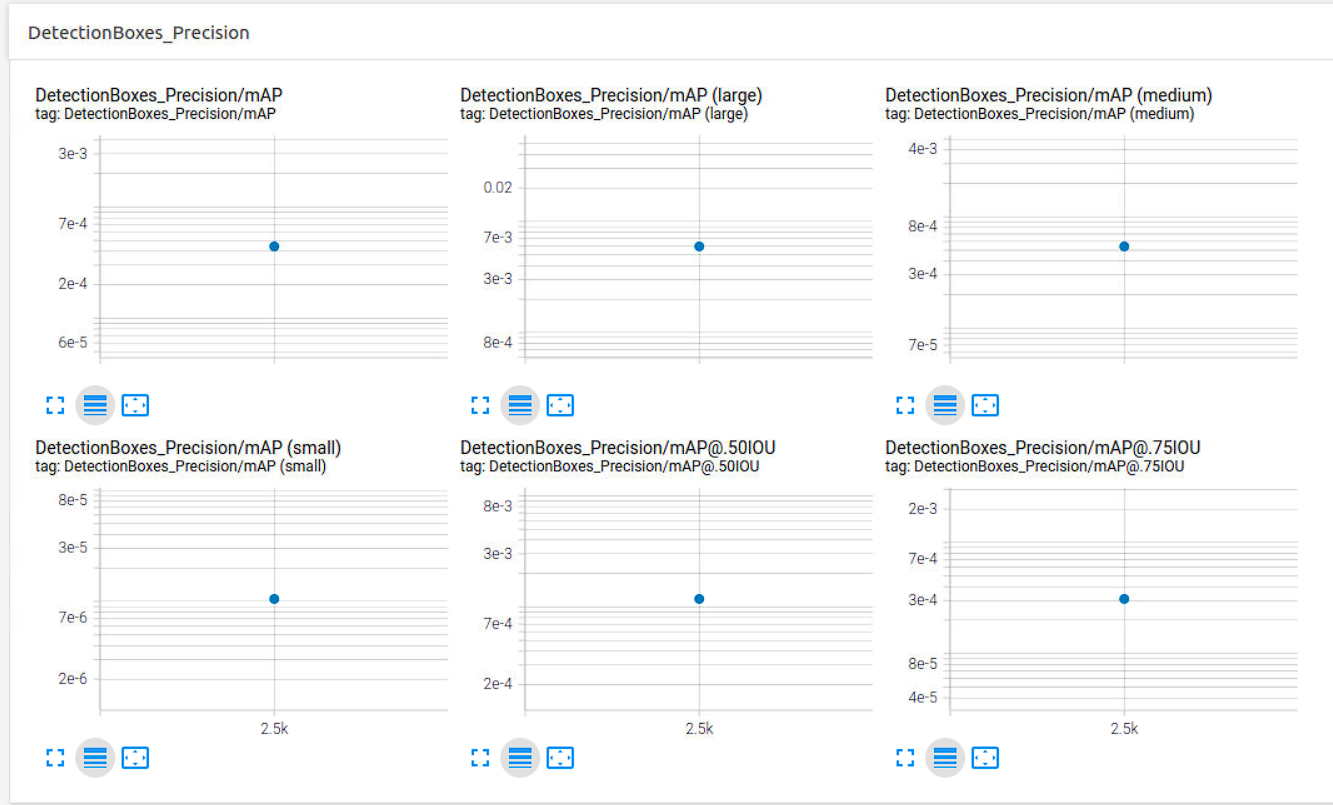 DetectionBoxes_Precision
DetectionBoxes_Precision/mAP
tag: DetectionBoxes_Precision/mAP
3e-3
7e-4
2e-4
6e-5
DetectionBoxes_Precision/mAP (large)
tag: DetectionBoxes_Precision/mAP (large)
0.02
7e-3
3e-3
8e-4
DetectionBoxes_Precision/mAP (medium)
tag: DetectionBoxes_Precision/mAP (medium)
4e-3
8e-4
3e-4
7e-5
DetectionBoxes_Precision/mAP (small)
tag: DetectionBoxes_Precision/mAP (small)
8e-5
3e-5
7e-6
2e-6
2.5k
DetectionBoxes_Precision/mAP@.50IOU
tag: DetectionBoxes_Precision/mAP@.50IOU
8e-3
3e-3
7e-4
2e-4
2.5k
DetectionBoxes_Precision/mAP@.75IOU
tag: DetectionBoxes_Precision/mAP@.75IOU
2e-3
7e-4
3e-4
8e-5
4e-5
2.5k